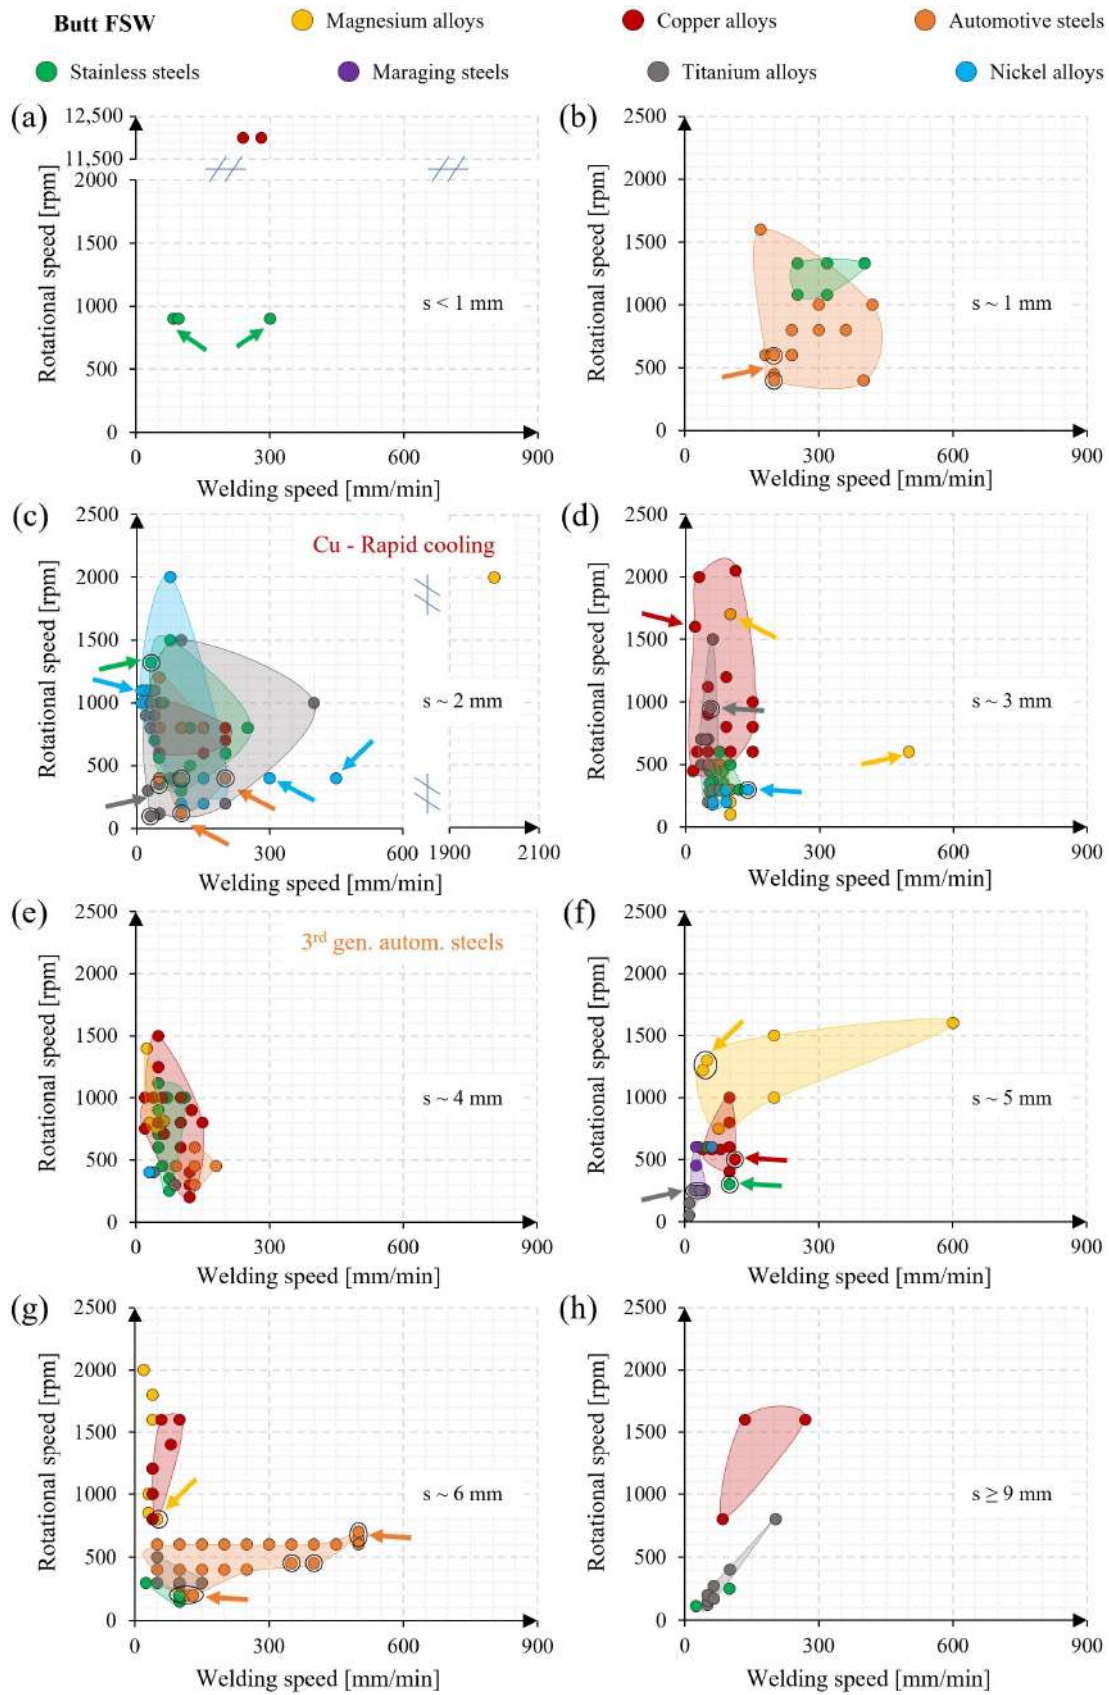 Butt FSW
Magnesium alloys
Copper alloys
Automotive steels
Stainless steels
Maraging steels
Titanium alloys
Nickel alloys
(a)
12,500
11,500
2000
1500
1000
500
0
Rotational speed [rpm]
s < 1 mm
0 300 600 900
Welding speed [mm/min]
(b)
2500
2000
1500
1000
500
0
Rotational speed [rpm]
s ~ 1 mm
0 300 600 900
Welding speed [mm/min]
(c)
2500
2000
1500
1000
500
0
Rotational speed [rpm]
Cu - Rapid cooling
s ~ 2 mm
0 300 600 1900 2100
Welding speed [mm/min]
(d)
2500
2000
1500
1000
500
0
Rotational speed [rpm]
s ~ 3 mm
0 300 600 900
Welding speed [mm/min]
(e)
2500
2000
1500
1000
500
0
Rotational speed [rpm]
3rd gen. autom. steels
s ~ 4 mm
0 300 600 900
Welding speed [mm/min]
(f)
2500
2000
1500
1000
500
0
Rotational speed [rpm]
s ~ 5 mm
0 300 600 900
Welding speed [mm/min]
(g)
2500
2000
1500
1000
500
0
Rotational speed [rpm]
s ~ 6 mm
0 300 600 900
Welding speed [mm/min]
(h)
2500
2000
1500
1000
500
0
Rotational speed [rpm]
s ≥ 9 mm
0 300 600 900
Welding speed [mm/min]